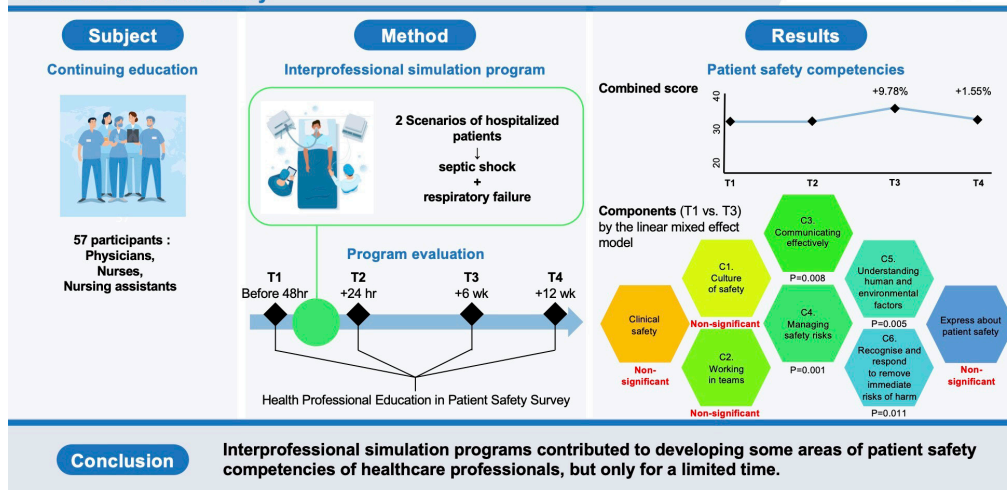 Subject
Continuing education
57 participants :
Physicians,
Nurses,
Nursing assistants
Method
Interprofessional simulation program
2 Scenarios of hospitalized
patients
↓
septic shock
+
respiratory failure
Program evaluation
T1
Before 48hr
T2
+24 hr
T3
+6 wk
T4
+12 wk
Health Professional Education in Patient Safety Survey
Results
Patient safety competencies
Combined score
40
30
20
+9.78%
+1.55%
T1
T2
T3
T4
Components (T1 vs. T3)
by the linear mixed effect
model
Clinical
safety
Non-
significant
C1.
Culture
of safety
Non-significant
C2.
Working
in teams
Non-significant
C3.
Communicating
effectively
P=0.008
C4.
Managing
safety risks
P=0.001
C5.
Understanding
human and
environmental
factors
P=0.005
C6.
Recognise and
respond
to remove
immediate
risks of harm
P=0.011
Express about
patient safety
Non-
significant
Conclusion
Interprofessional simulation programs contributed to developing some areas of patient safety
competencies of healthcare professionals, but only for a limited time.